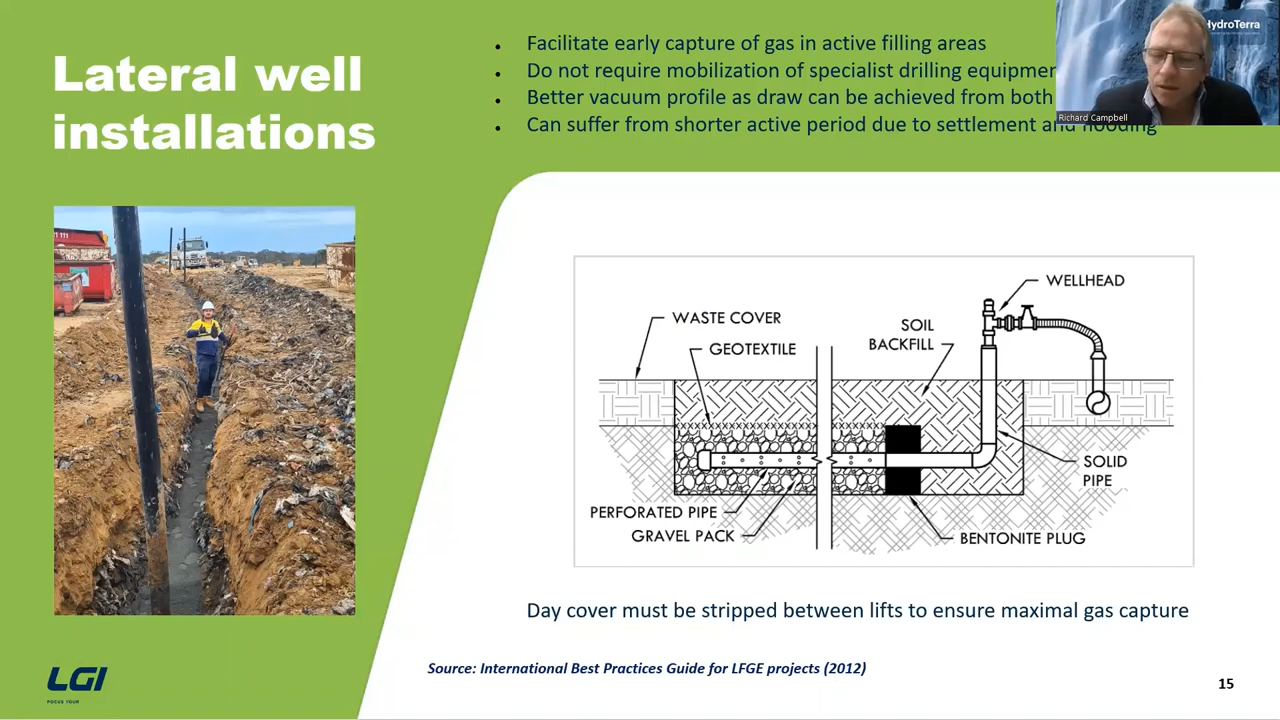 Lateral well
installations
Facilitate early capture of gas in active filling areas
Do not require mobilization of specialist drilling
Better vacuum profile as draw can be achieved from both
Can suffer from shorter active period due to settlement and flooding
HydroTerra
Richard Campbell
WELLHEAD
WASTE COVER
SOIL
BACKFILL
GEOTEXTILE
SOLID
PIPE
PERFORATED PIPE
GRAVEL PACK
BENTONITE PLUG
Day cover must be stripped between lifts to ensure maximal gas capture
Source: International Best Practices Guide for LFGE projects (2012)
LGI
FOCUS YOUR
15